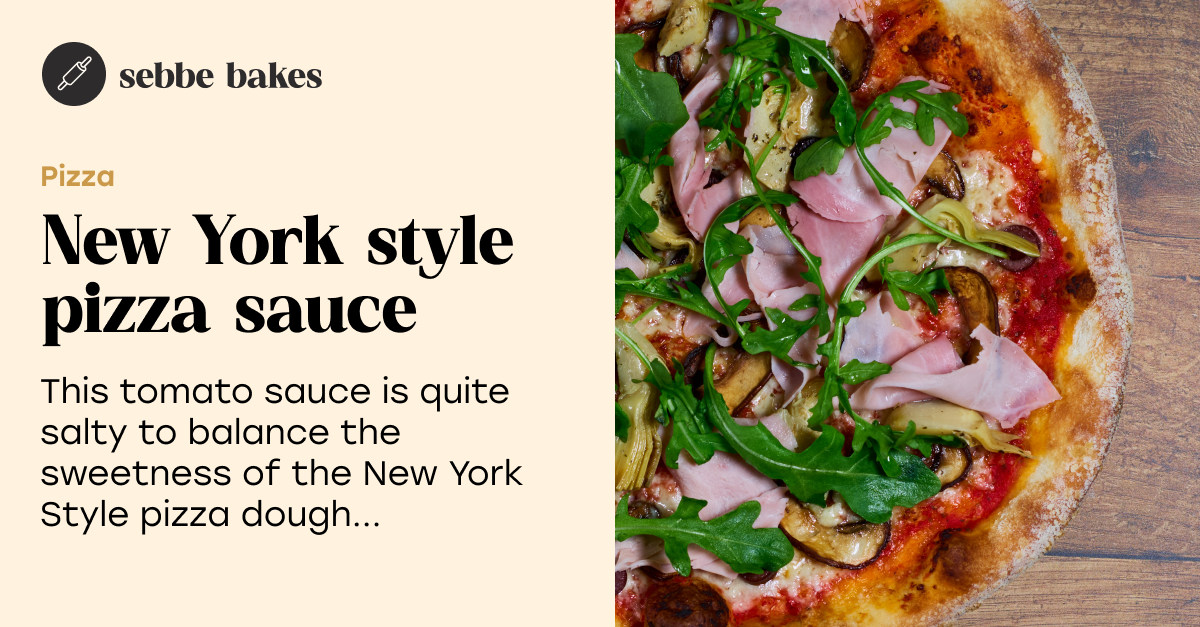 sebbe bakes
Pizza
New York style
pizza sauce
This tomato sauce is quite
salty to balance the
sweetness of the New York
Style pizza dough...